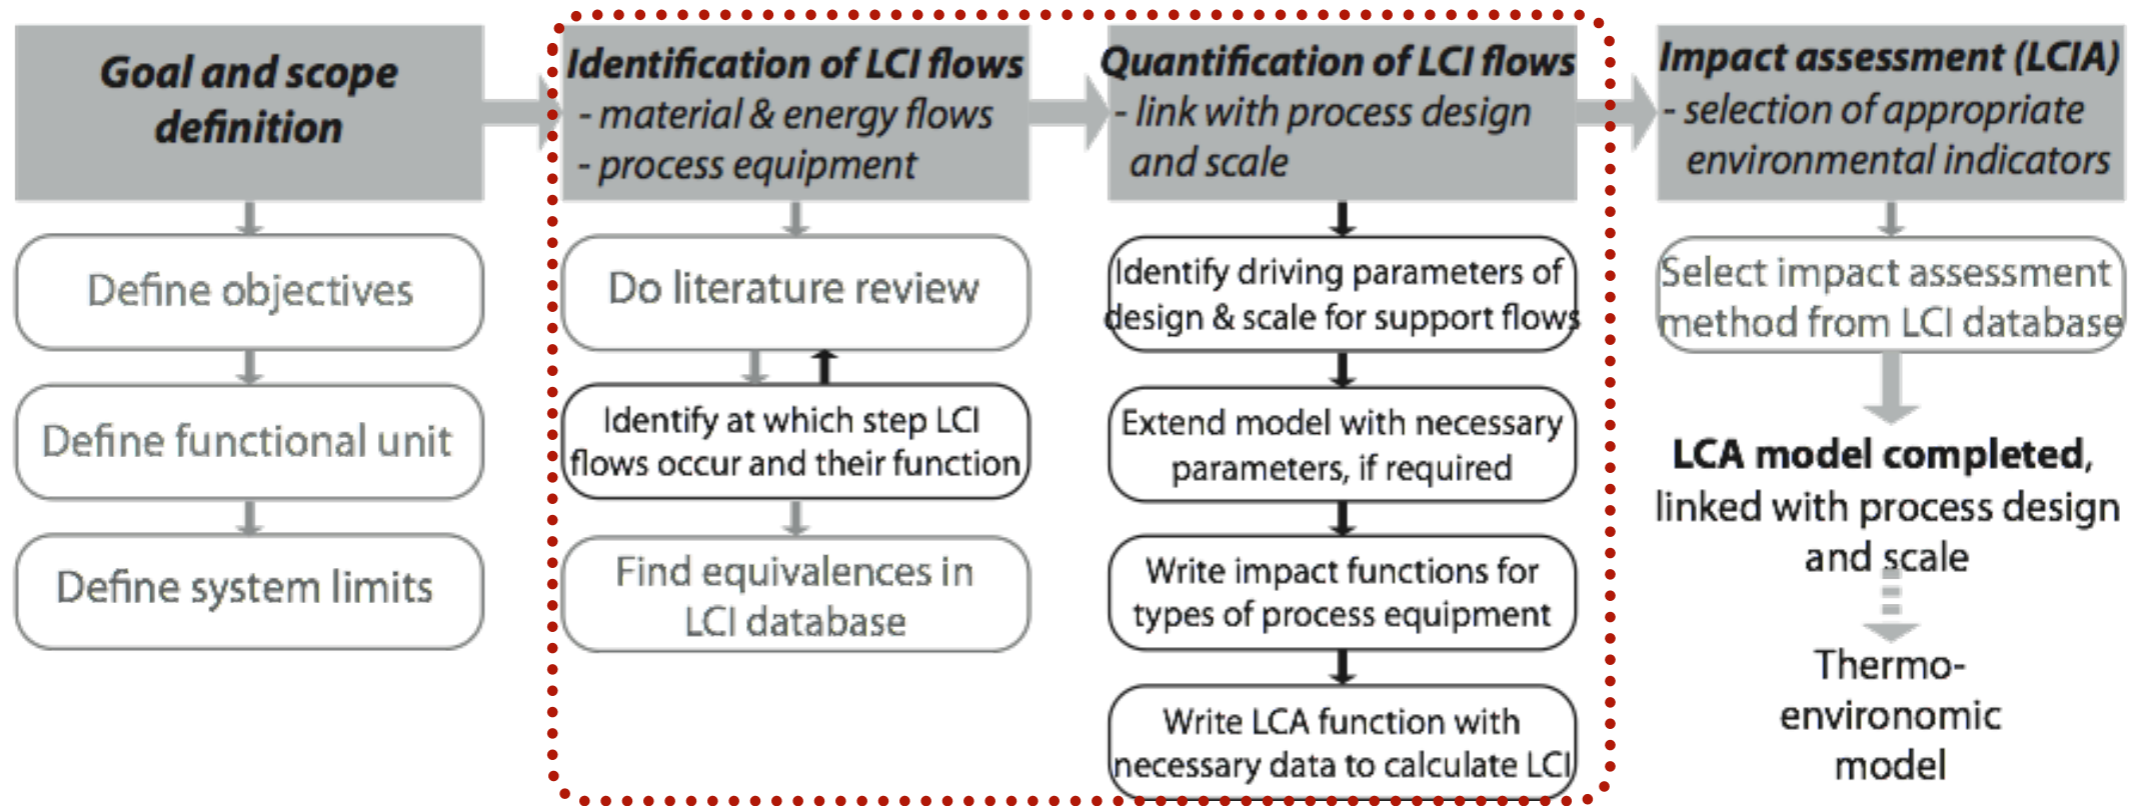 Goal and scope
definition
Define objectives
Define functional unit
Define system limits
Identification of LCI flows
- material & energy flows
- process equipment
Do literature review
Identify at which step LCI
flows occur and their function
Find equivalences in
LCI database
Quantification of LCI flows
- link with process design
and scale
Identify driving parameters of
design & scale for support flows
Extend model with necessary
parameters, if required
Write impact functions for
types of process equipment
Write LCA function with
necessary data to calculate LCI
Impact assessment (LCIA)
- selection of appropriate
environmental indicators
Select impact assessment
method from LCI database
LCA model completed,
linked with process design
and scale
Thermo-
environomic
model